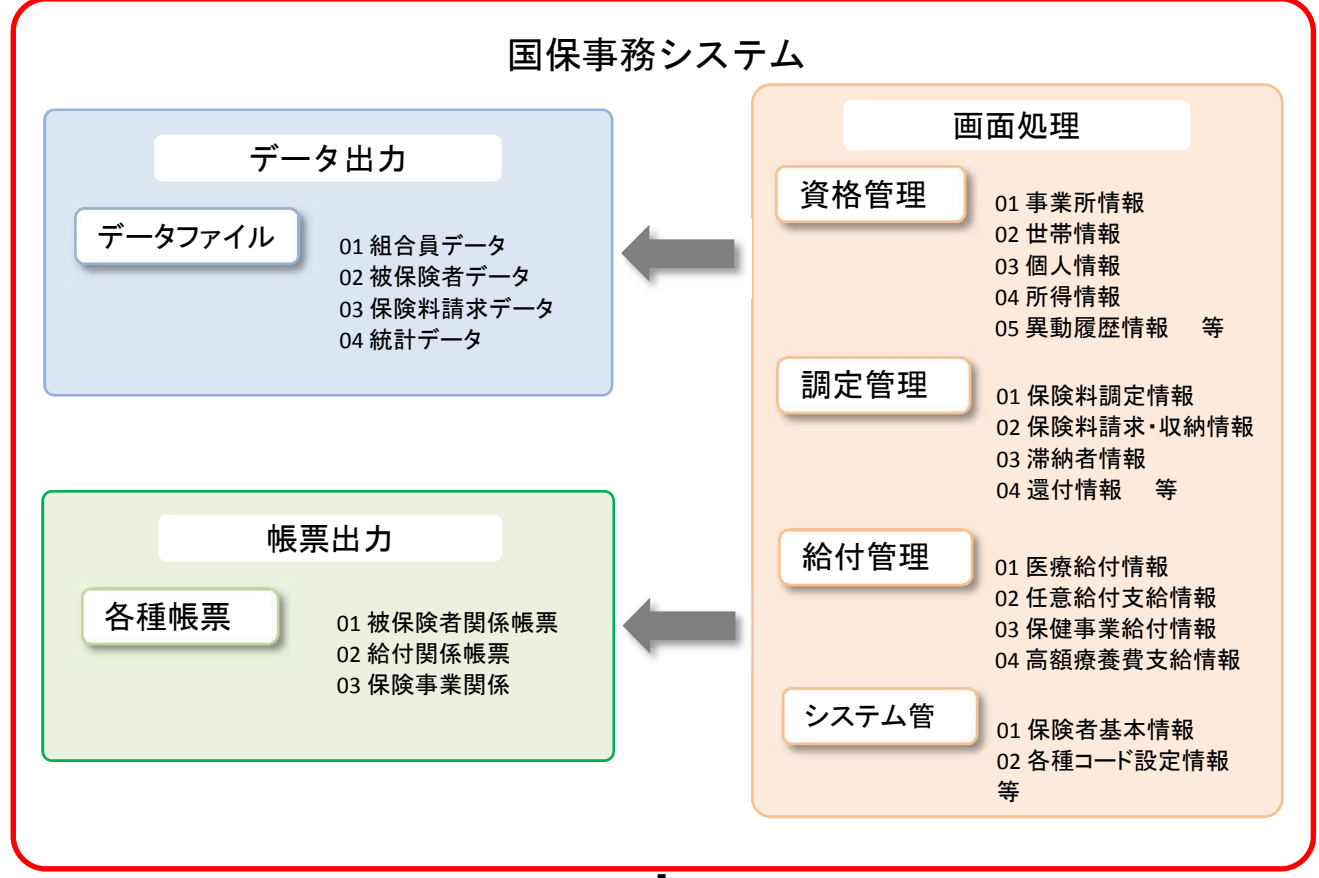 国保事務システム
データ出力
データファイル
01 組合員データ
02 被保険者データ
03 保険料請求データ
04 統計データ
帳票出力
各種帳票
01 被保険者関係帳票
02 給付関係帳票
03 保険事業関係
画面処理
資格管理
01 事業所情報
02 世帯情報
03 個人情報
04 所得情報
05 異動履歴情報 等
調定管理
01 保険料調定情報
02 保険料請求・収納情報
03 滞納者情報
04 還付情報 等
給付管理
01 医療給付情報
02 任意給付支給情報
03 保健事業給付情報
04 高額療養費支給情報
システム管
01 保険者基本情報
02 各種コード設定情報
等